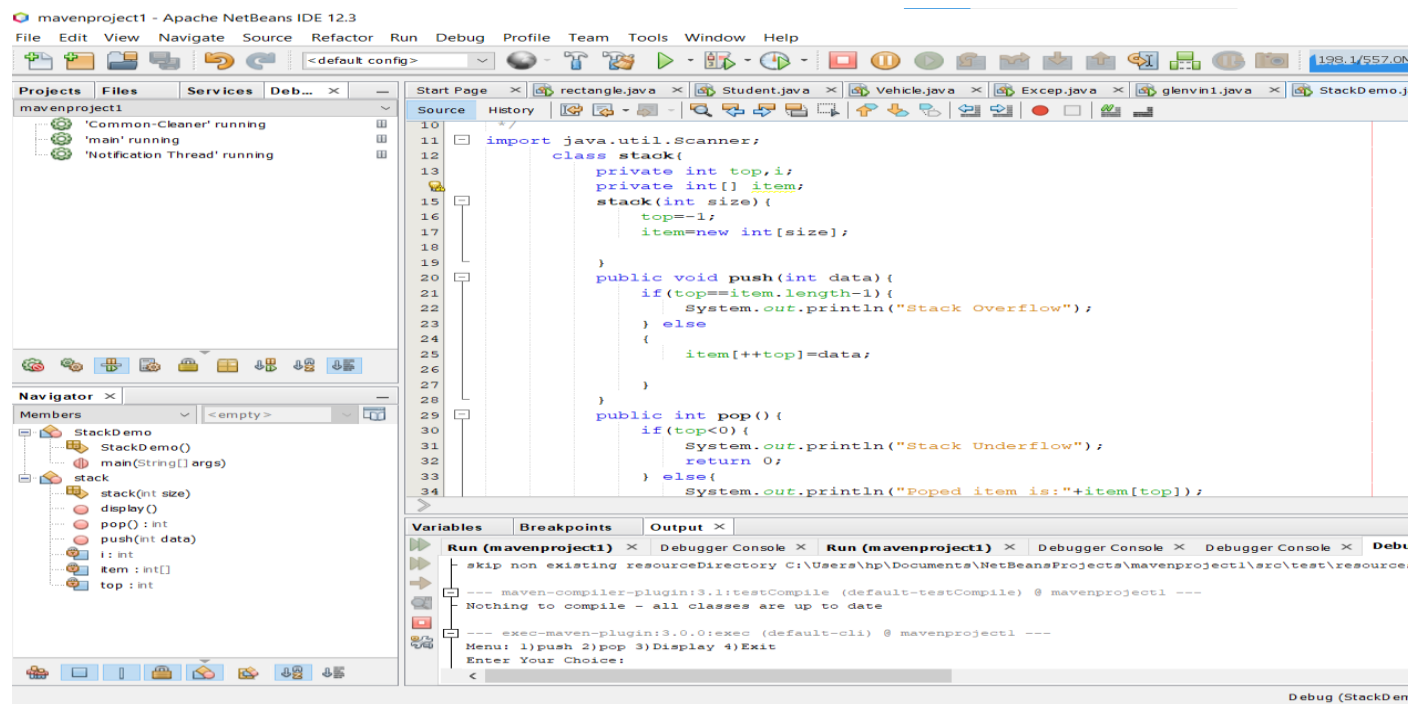 mavenproject1 - Apache NetBeans IDE 12.3
File Edit View Navigate Source Refactor Run Debug Profile Team Tools Window Help
<default config>
198.1/557.0M
Projects Files Services Deb...
mavenproject1
'Common-Cleaner' running
'main' running
'Notification Thread' running
Navigator
Members <empty>
StackDemo
StackDemo()
main(String[] args)
stack
stack(int size)
display()
pop() : int
push(int data)
i : int
item : int[]
top : int
Start Page rectangle.java Student.java Vehicle.java Excep.java glenvin1.java StackDemo.j
Source History
10 */
11 import java.util.Scanner;
12 class stack{
13 private int top,i;
private int[] item;
15 stack(int size){
16 top=-1;
17 item=new int[size];
18
19 }
20 public void push(int data){
21 if(top==item.length-1){
22 System.out.println("Stack Overflow");
23 } else
24 {
25 item[++top]=data;
26
27 }
28 }
29 public int pop(){
30 if(top<0){
31 System.out.println("Stack Underflow");
32 return 0;
33 } else{
34 System.out.println("Poped item is:"+item[top]);
Variables Breakpoints Output
Run (mavenproject1) Debugger Console Run (mavenproject1) Debugger Console Debugger Console Debu
skip non existing resourceDirectory C:\Users\hp\Documents\NetBeansProjects\mavenproject1\src\test\resource
--- maven-compiler-plugin:3.1:testCompile (default-testCompile) @ mavenproject1 ---
Nothing to compile - all classes are up to date
--- exec-maven-plugin:3.0.0:exec (default-cli) @ mavenproject1 ---
Menu: 1)push 2)pop 3)Display 4)Exit
Enter Your Choice:
Debug (StackDem